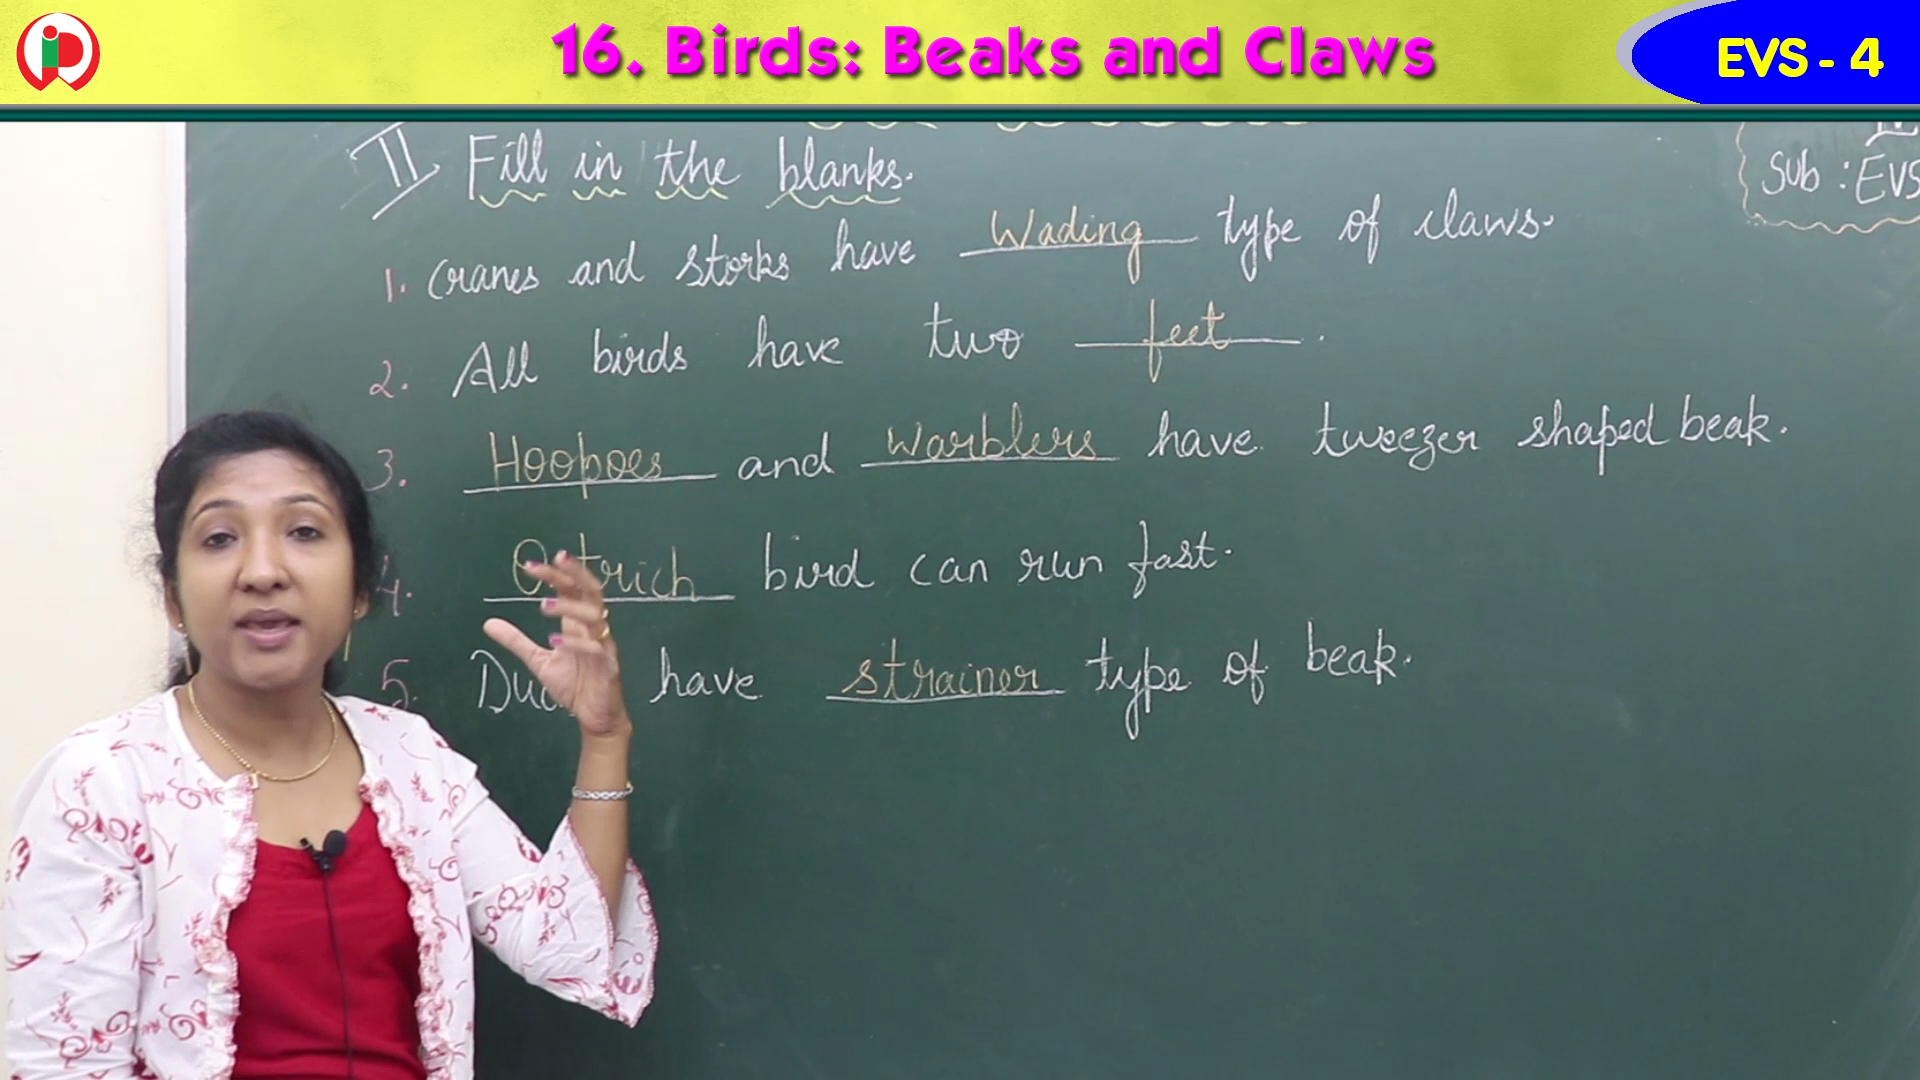 16. Birds: Beaks and Claws
EVS - 4
II Fill in the blanks.
Sub : EVS
1. Cranes and storks have Wading type of claws.
2. All birds have two feet.
3. Hoopoes and Warblers have tweezer shaped beak.
4. Ostrich bird can run fast.
5. have strainer type of beak.